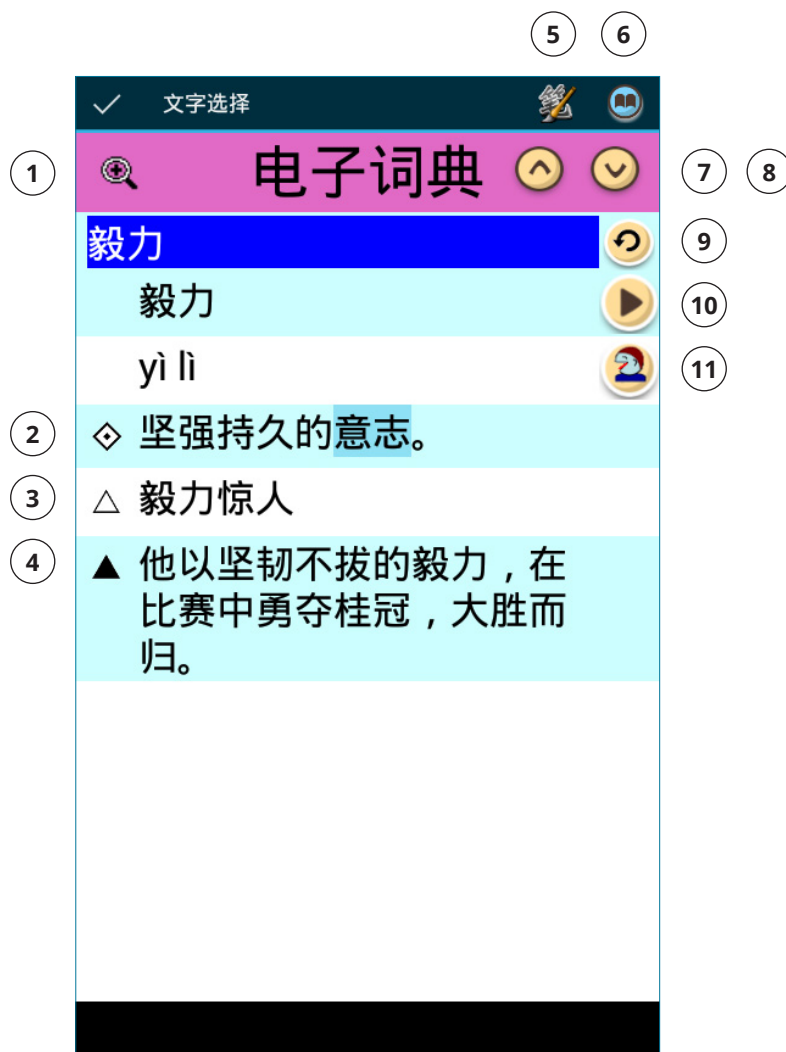 5 6
文字选择
1 电子词典 7 8
毅力 9
毅力 10
yì lì 11
2 坚强持久的意志。
3 △ 毅力惊人
4 ▲ 他以坚韧不拔的毅力，在
比赛中勇夺桂冠，大胜而
归。